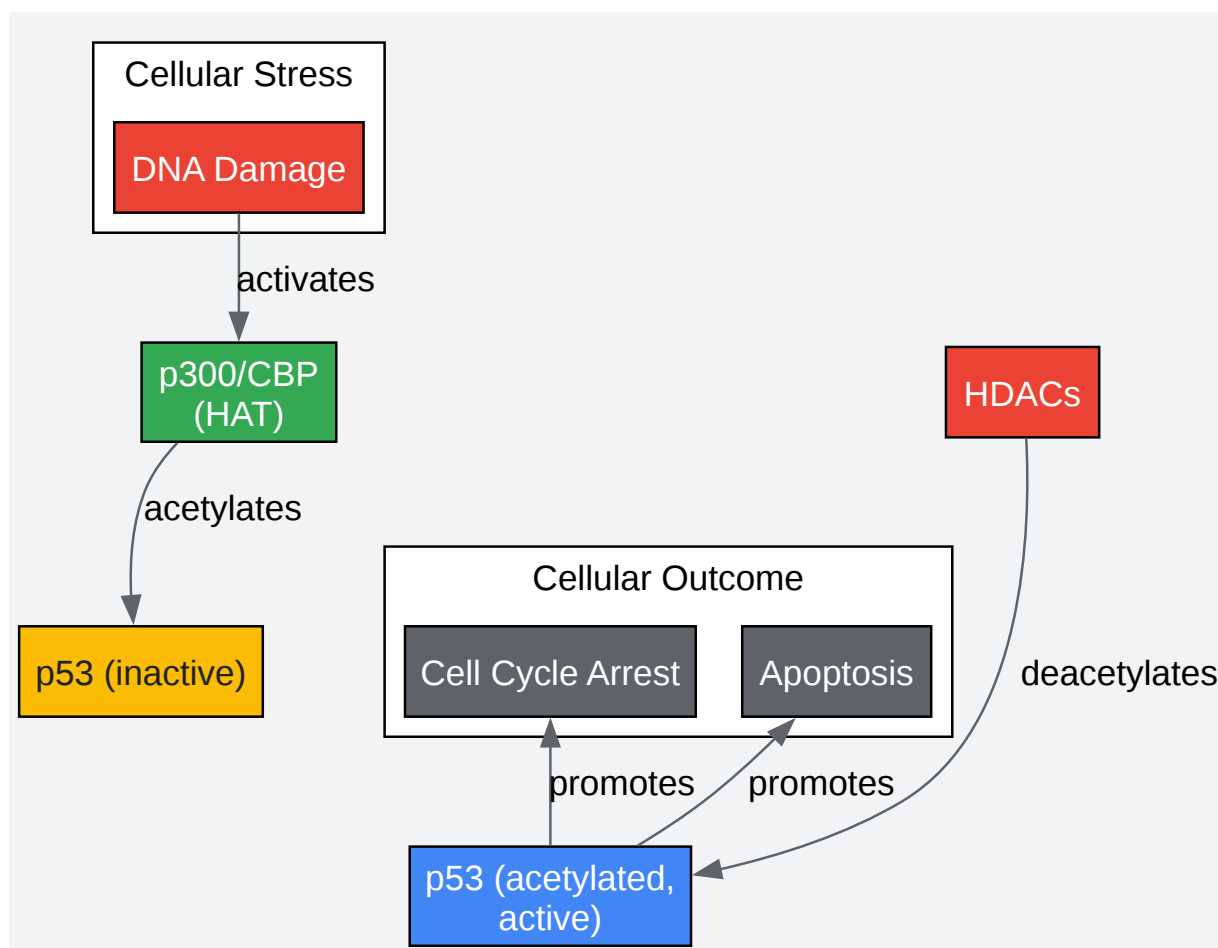 Cellular Stress
DNA Damage
activates
p300/CBP
(HAT)
HDACs
acetylates
Cellular Outcome
p53 (inactive)
Cell Cycle Arrest
Apoptosis
deacetylates
promotes
promotes
p53 (acetylated,
active)